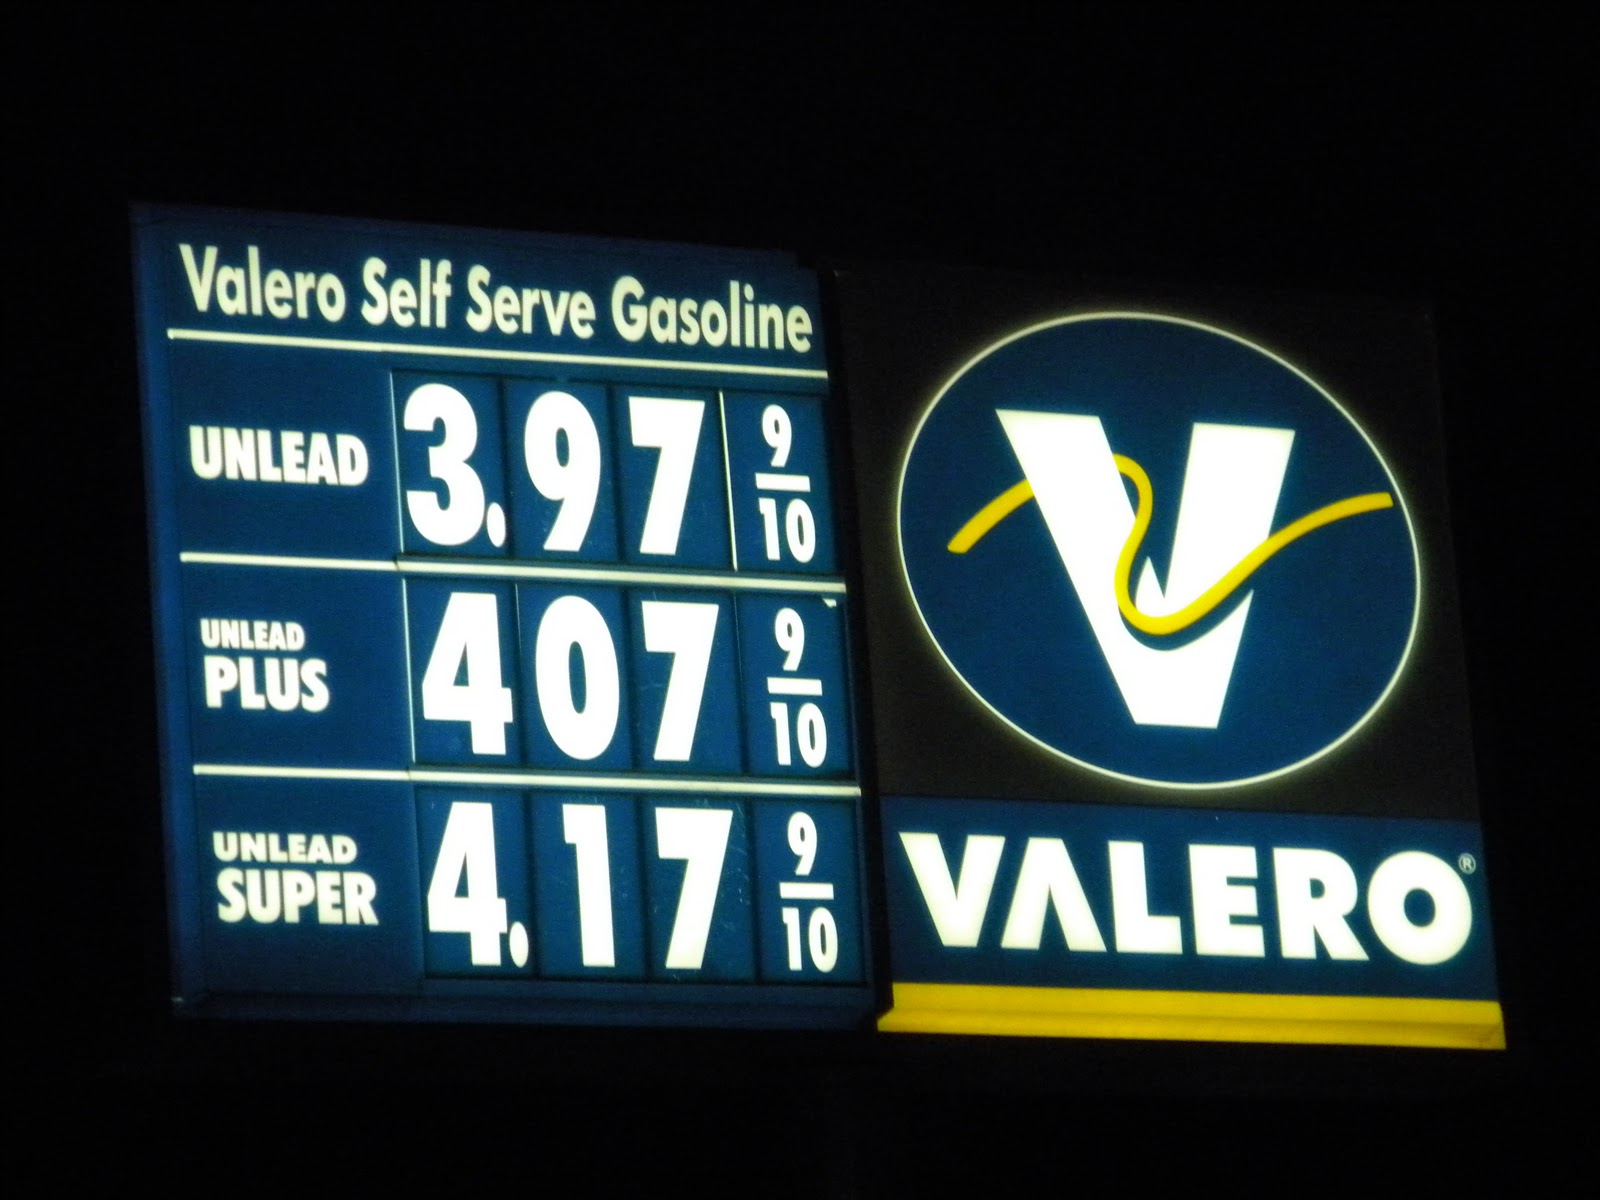 Valero Self Serve Gasoline
UNLEAD 3.97 9/10
UNLEAD
PLUS 407 9/10
UNLEAD
SUPER 4.17 9/10
V
VALERO®